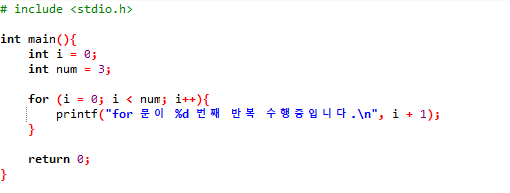 # include <stdio.h>
int main(){
int i = 0;
int num = 3;
for (i = 0; i < num; i++){
printf("for 문이 %d 번째 반복 수행중입니다.\n", i + 1);
}
return 0;
}